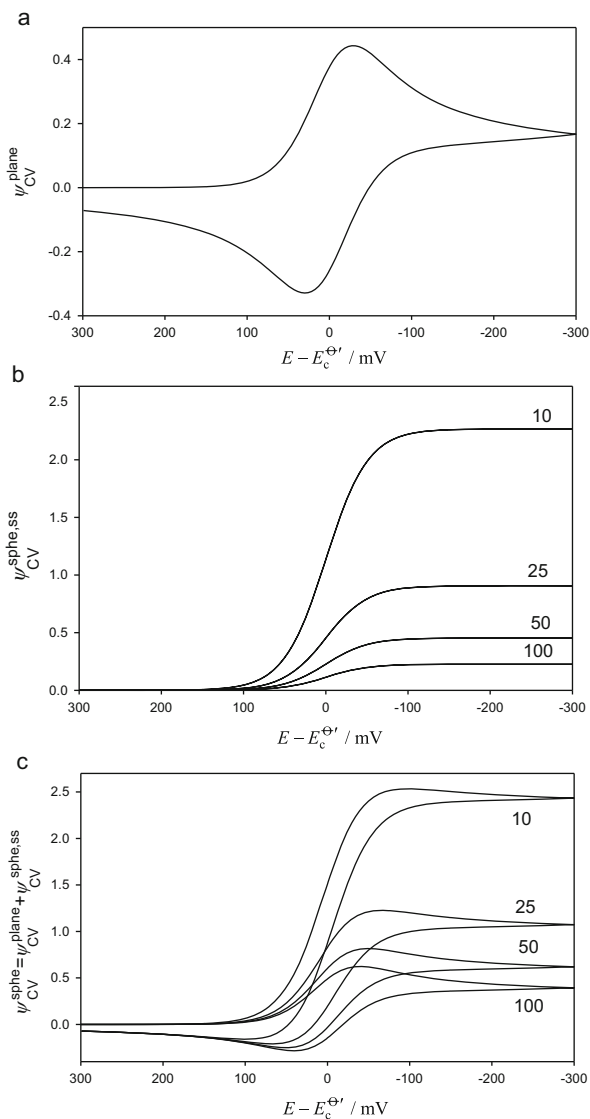 a
0.4
0.2
0.0
-0.2
-0.4
ψ_CV^plane
300 200 100 0 -100 -200 -300
E − E_c^⊖′ / mV
b
2.5
2.0
1.5
1.0
0.5
0.0
ψ_CV^sphe,ss
10
25
50
100
300 200 100 0 -100 -200 -300
E − E_c^⊖′ / mV
c
2.5
2.0
1.5
1.0
0.5
0.0
ψ_CV^sphe = ψ_CV^plane + ψ_CV^sphe,ss
10
25
50
100
300 200 100 0 -100 -200 -300
E − E_c^⊖′ / mV